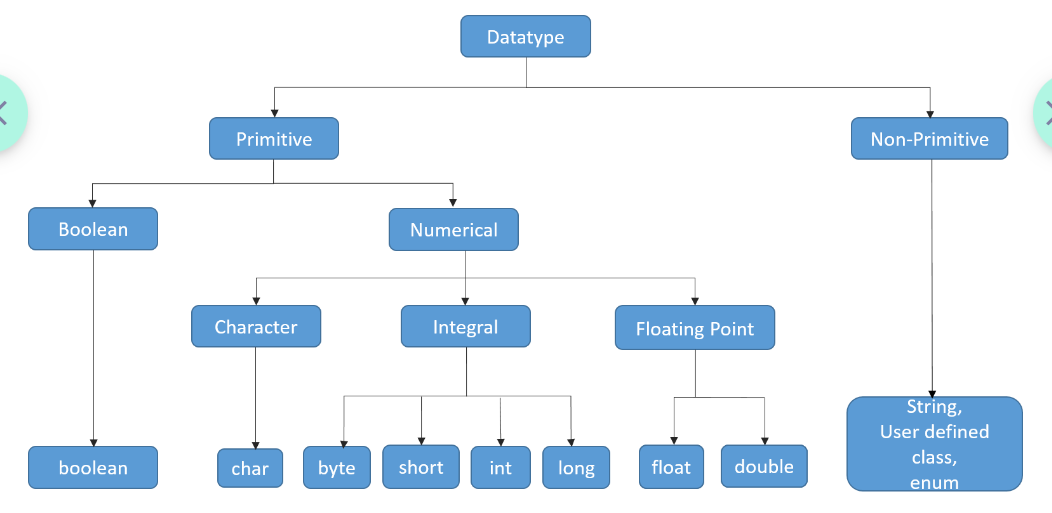 Datatype
Primitive
Non-Primitive
Boolean
Numerical
Character
Integral
Floating Point
boolean
char
byte
short
int
long
float
double
String,
User defined
class,
enum